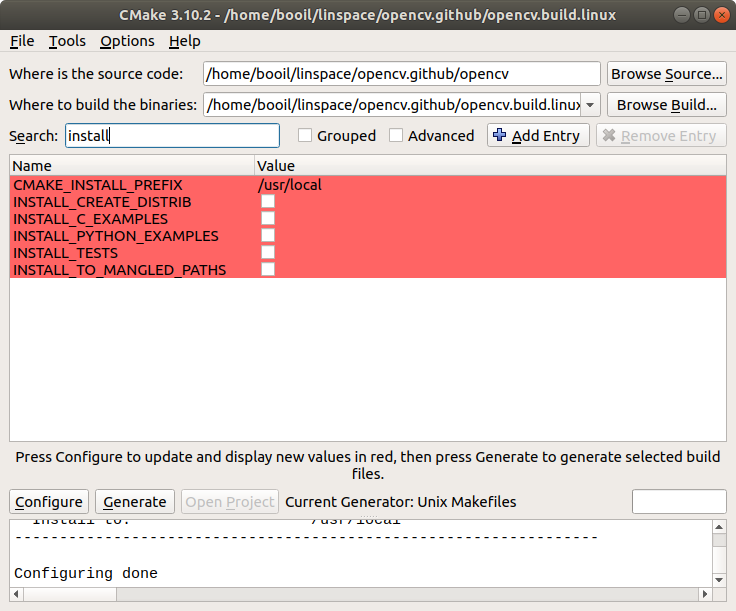 CMake 3.10.2 - /home/booil/linspace/opencv.github/opencv.build.linux
File Tools Options Help
Where is the source code: /home/booil/linspace/opencv.github/opencv Browse Source...
Where to build the binaries: /home/booil/linspace/opencv.github/opencv.build.linux Browse Build...
Search: install Grouped Advanced Add Entry Remove Entry
Name Value
CMAKE_INSTALL_PREFIX /usr/local
INSTALL_CREATE_DISTRIB
INSTALL_C_EXAMPLES
INSTALL_PYTHON_EXAMPLES
INSTALL_TESTS
INSTALL_TO_MANGLED_PATHS
Press Configure to update and display new values in red, then press Generate to generate selected build
files.
Configure Generate Open Project Current Generator: Unix Makefiles
Install to: /usr/local
-----------------------------------------------------------------
Configuring done